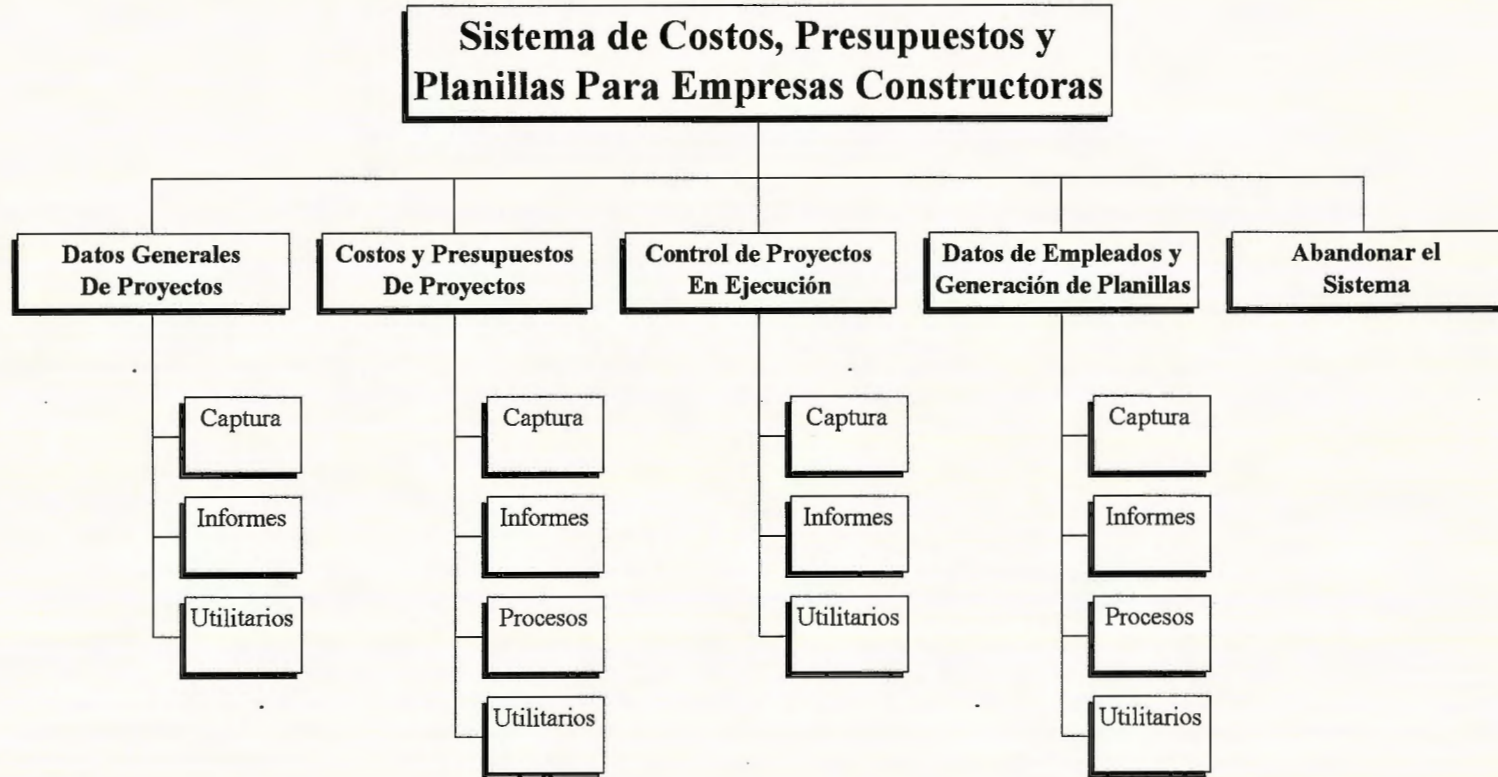 Sistema de Costos, Presupuestos y
Planillas Para Empresas Constructoras
Datos Generales
De Proyectos
Costos y Presupuestos
De Proyectos
Control de Proyectos
En Ejecución
Datos de Empleados y
Generación de Planillas
Abandonar el
Sistema
Captura
Informes
Utilitarios
Captura
Informes
Procesos
Utilitarios
Captura
Informes
Utilitarios
Captura
Informes
Procesos
Utilitarios